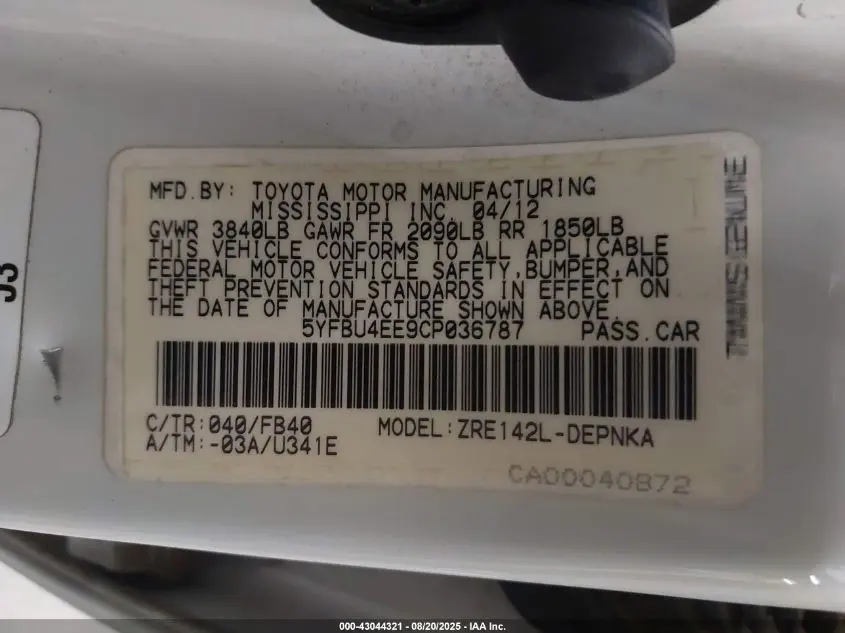 MFD.BY: TOYOTA MOTOR MANUFACTURING
MISSISSIPPI INC. 04/12
GVWR 3840LB GAWR FR 2090LB RR 1850LB
THIS VEHICLE CONFORMS TO ALL APPLICABLE
FEDERAL MOTOR VEHICLE SAFETY,BUMPER,AND
THEFT PREVENTION STANDARDS IN EFFECT ON
THE DATE OF MANUFACTURE SHOWN ABOVE.
5YFBU4EE9CP036787 PASS.CAR
C/TR:040/FB40 MODEL:ZRE142L-DEPNKA
A/TM:-03A/U341E
CA00040872
J3
000-43044321 - 08/20/2025 - IAA Inc.